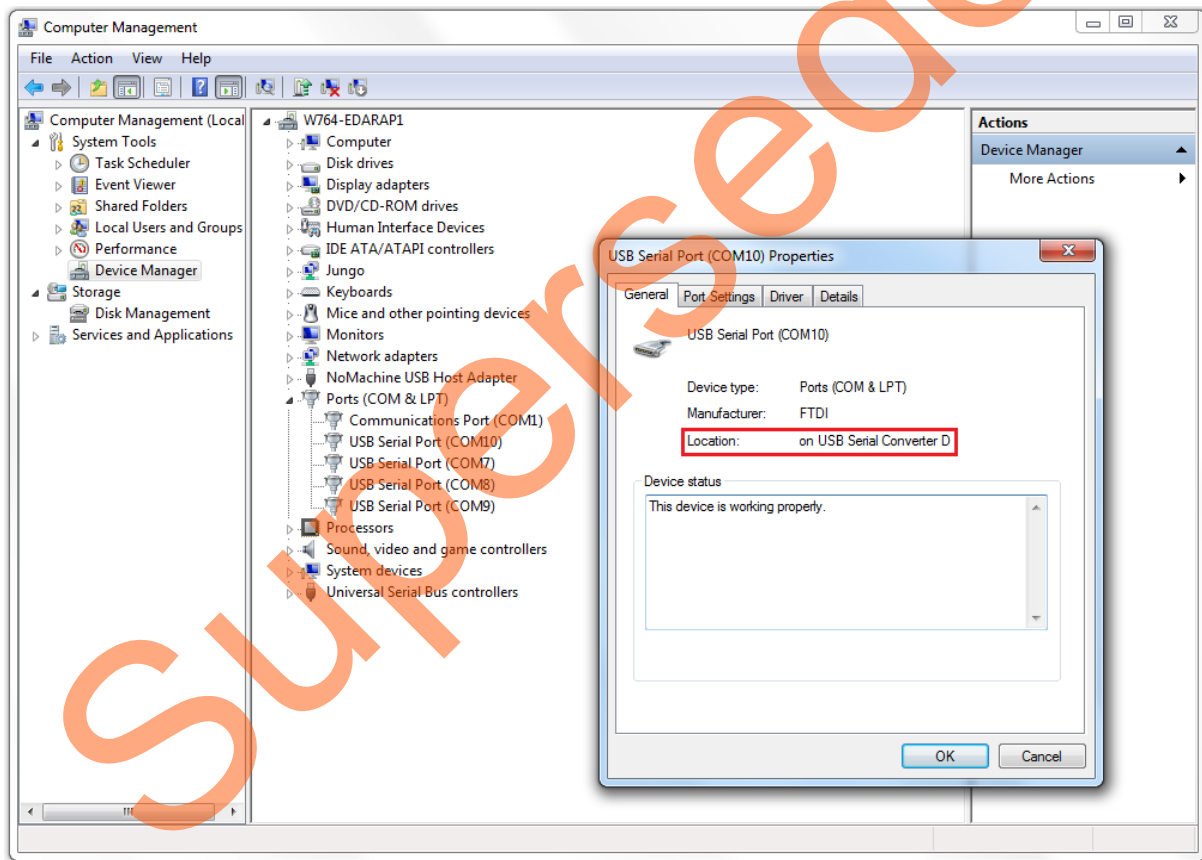 Computer Management
File Action View Help
Computer Management (Local
System Tools
Task Scheduler
Event Viewer
Shared Folders
Local Users and Groups
Performance
Device Manager
Storage
Disk Management
Services and Applications
W764-EDARAP1
Computer
Disk drives
Display adapters
DVD/CD-ROM drives
Human Interface Devices
IDE ATA/ATAPI controllers
Jungo
Keyboards
Mice and other pointing devices
Monitors
Network adapters
NoMachine USB Host Adapter
Ports (COM & LPT)
Communications Port (COM1)
USB Serial Port (COM10)
USB Serial Port (COM7)
USB Serial Port (COM8)
USB Serial Port (COM9)
Processors
Sound, video and game controllers
System devices
Universal Serial Bus controllers
Actions
Device Manager
More Actions
USB Serial Port (COM10) Properties
General Port Settings Driver Details
USB Serial Port (COM10)
Device type: Ports (COM & LPT)
Manufacturer: FTDI
Location: on USB Serial Converter D
Device status
This device is working properly.
OK Cancel